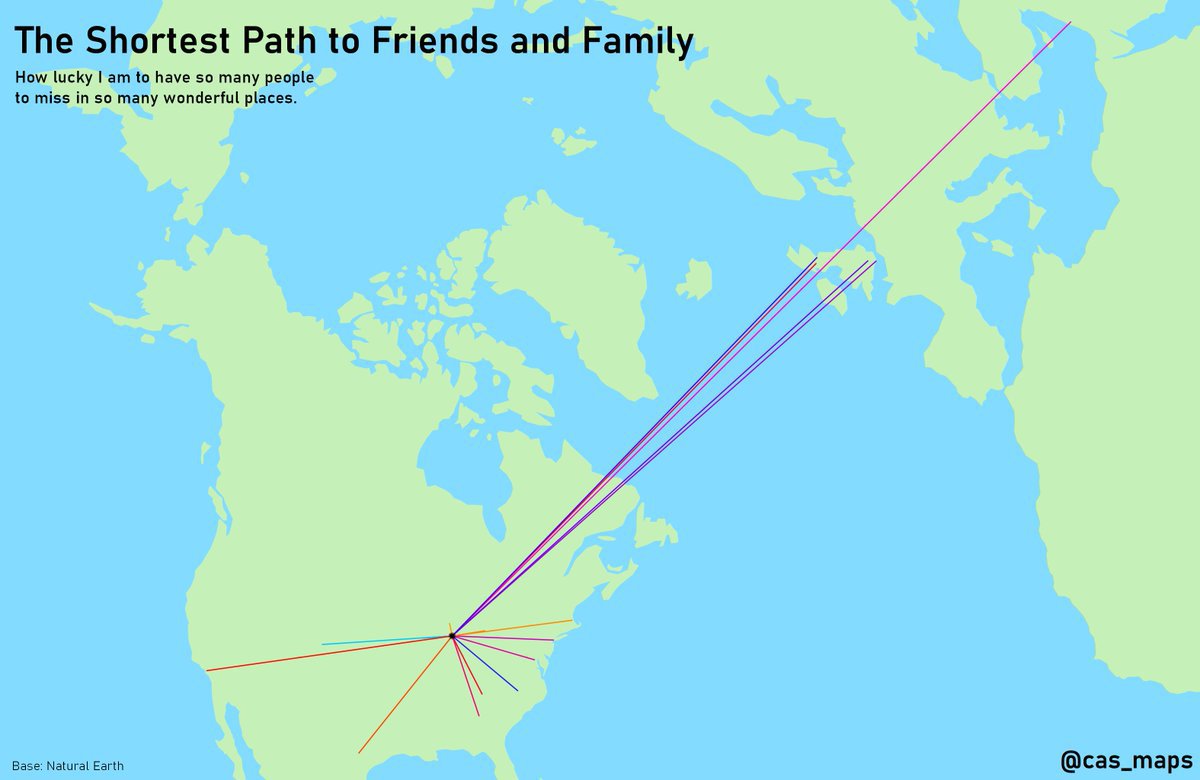 The Shortest Path to Friends and Family
How lucky I am to have so many people
to miss in so many wonderful places.
Base: Natural Earth
@cas_maps